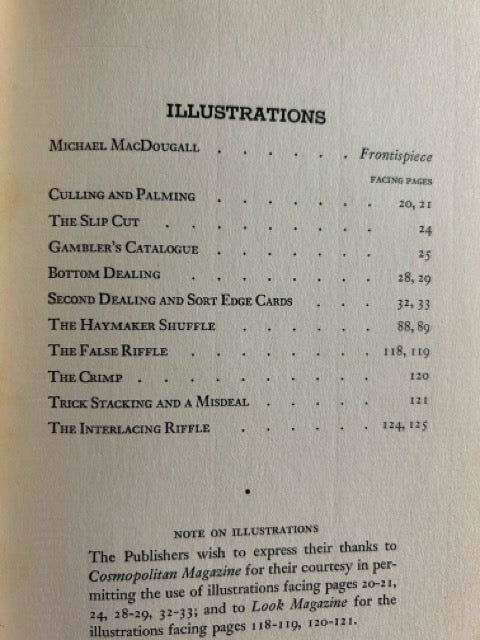 ILLUSTRATIONS
MICHAEL MACDOUGALL . . . . . . Frontispiece
FACING PAGES
CULLING AND PALMING . . . . . . . 20, 21
THE SLIP CUT . . . . . . . . . 24
GAMBLER'S CATALOGUE . . . . . . . 25
BOTTOM DEALING . . . . . . . . 28, 29
SECOND DEALING AND SORT EDGE CARDS . . . 32, 33
THE HAYMAKER SHUFFLE . . . . . . 88, 89
THE FALSE RIFFLE . . . . . . . . 118, 119
THE CRIMP . . . . . . . . . . 120
TRICK STACKING AND A MISDEAL . . . . . 121
THE INTERLACING RIFFLE . . . . . . 124, 125
•
NOTE ON ILLUSTRATIONS
The Publishers wish to express their thanks to
Cosmopolitan Magazine for their courtesy in per-
mitting the use of illustrations facing pages 20-21,
24, 28-29, 32-33; and to Look Magazine for the
illustrations facing pages 118-119, 120-121.